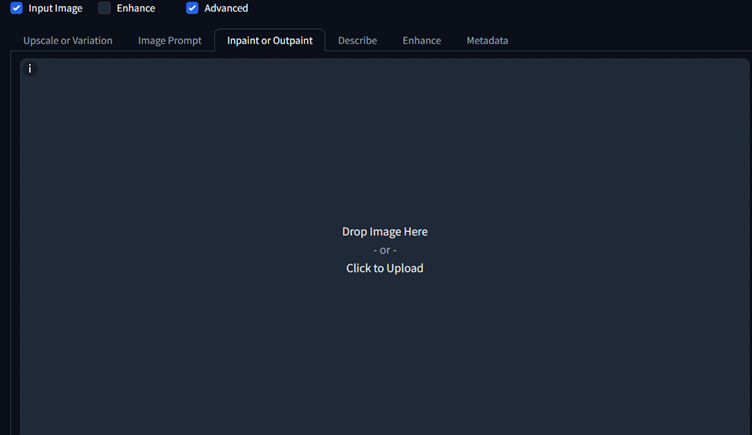 Input Image Enhance Advanced
Upscale or Variation Image Prompt Inpaint or Outpaint Describe Enhance Metadata
i
Drop Image Here
- or -
Click to Upload